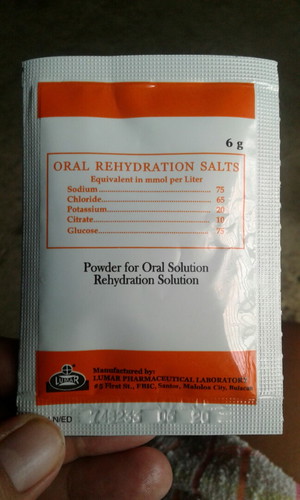 6 g
ORAL REHYDRATION SALTS
Equivalent in mmol per Liter
Sodium........................................ 75
Chloride....................................... 65
Potassium.................................... 20
Citrate.......................................... 10
Glucose........................................ 75
Powder for Oral Solution
Rehydration Solution
LUMAR
Manufactured by:
LUMAR PHARMACEUTICAL LABORATORY